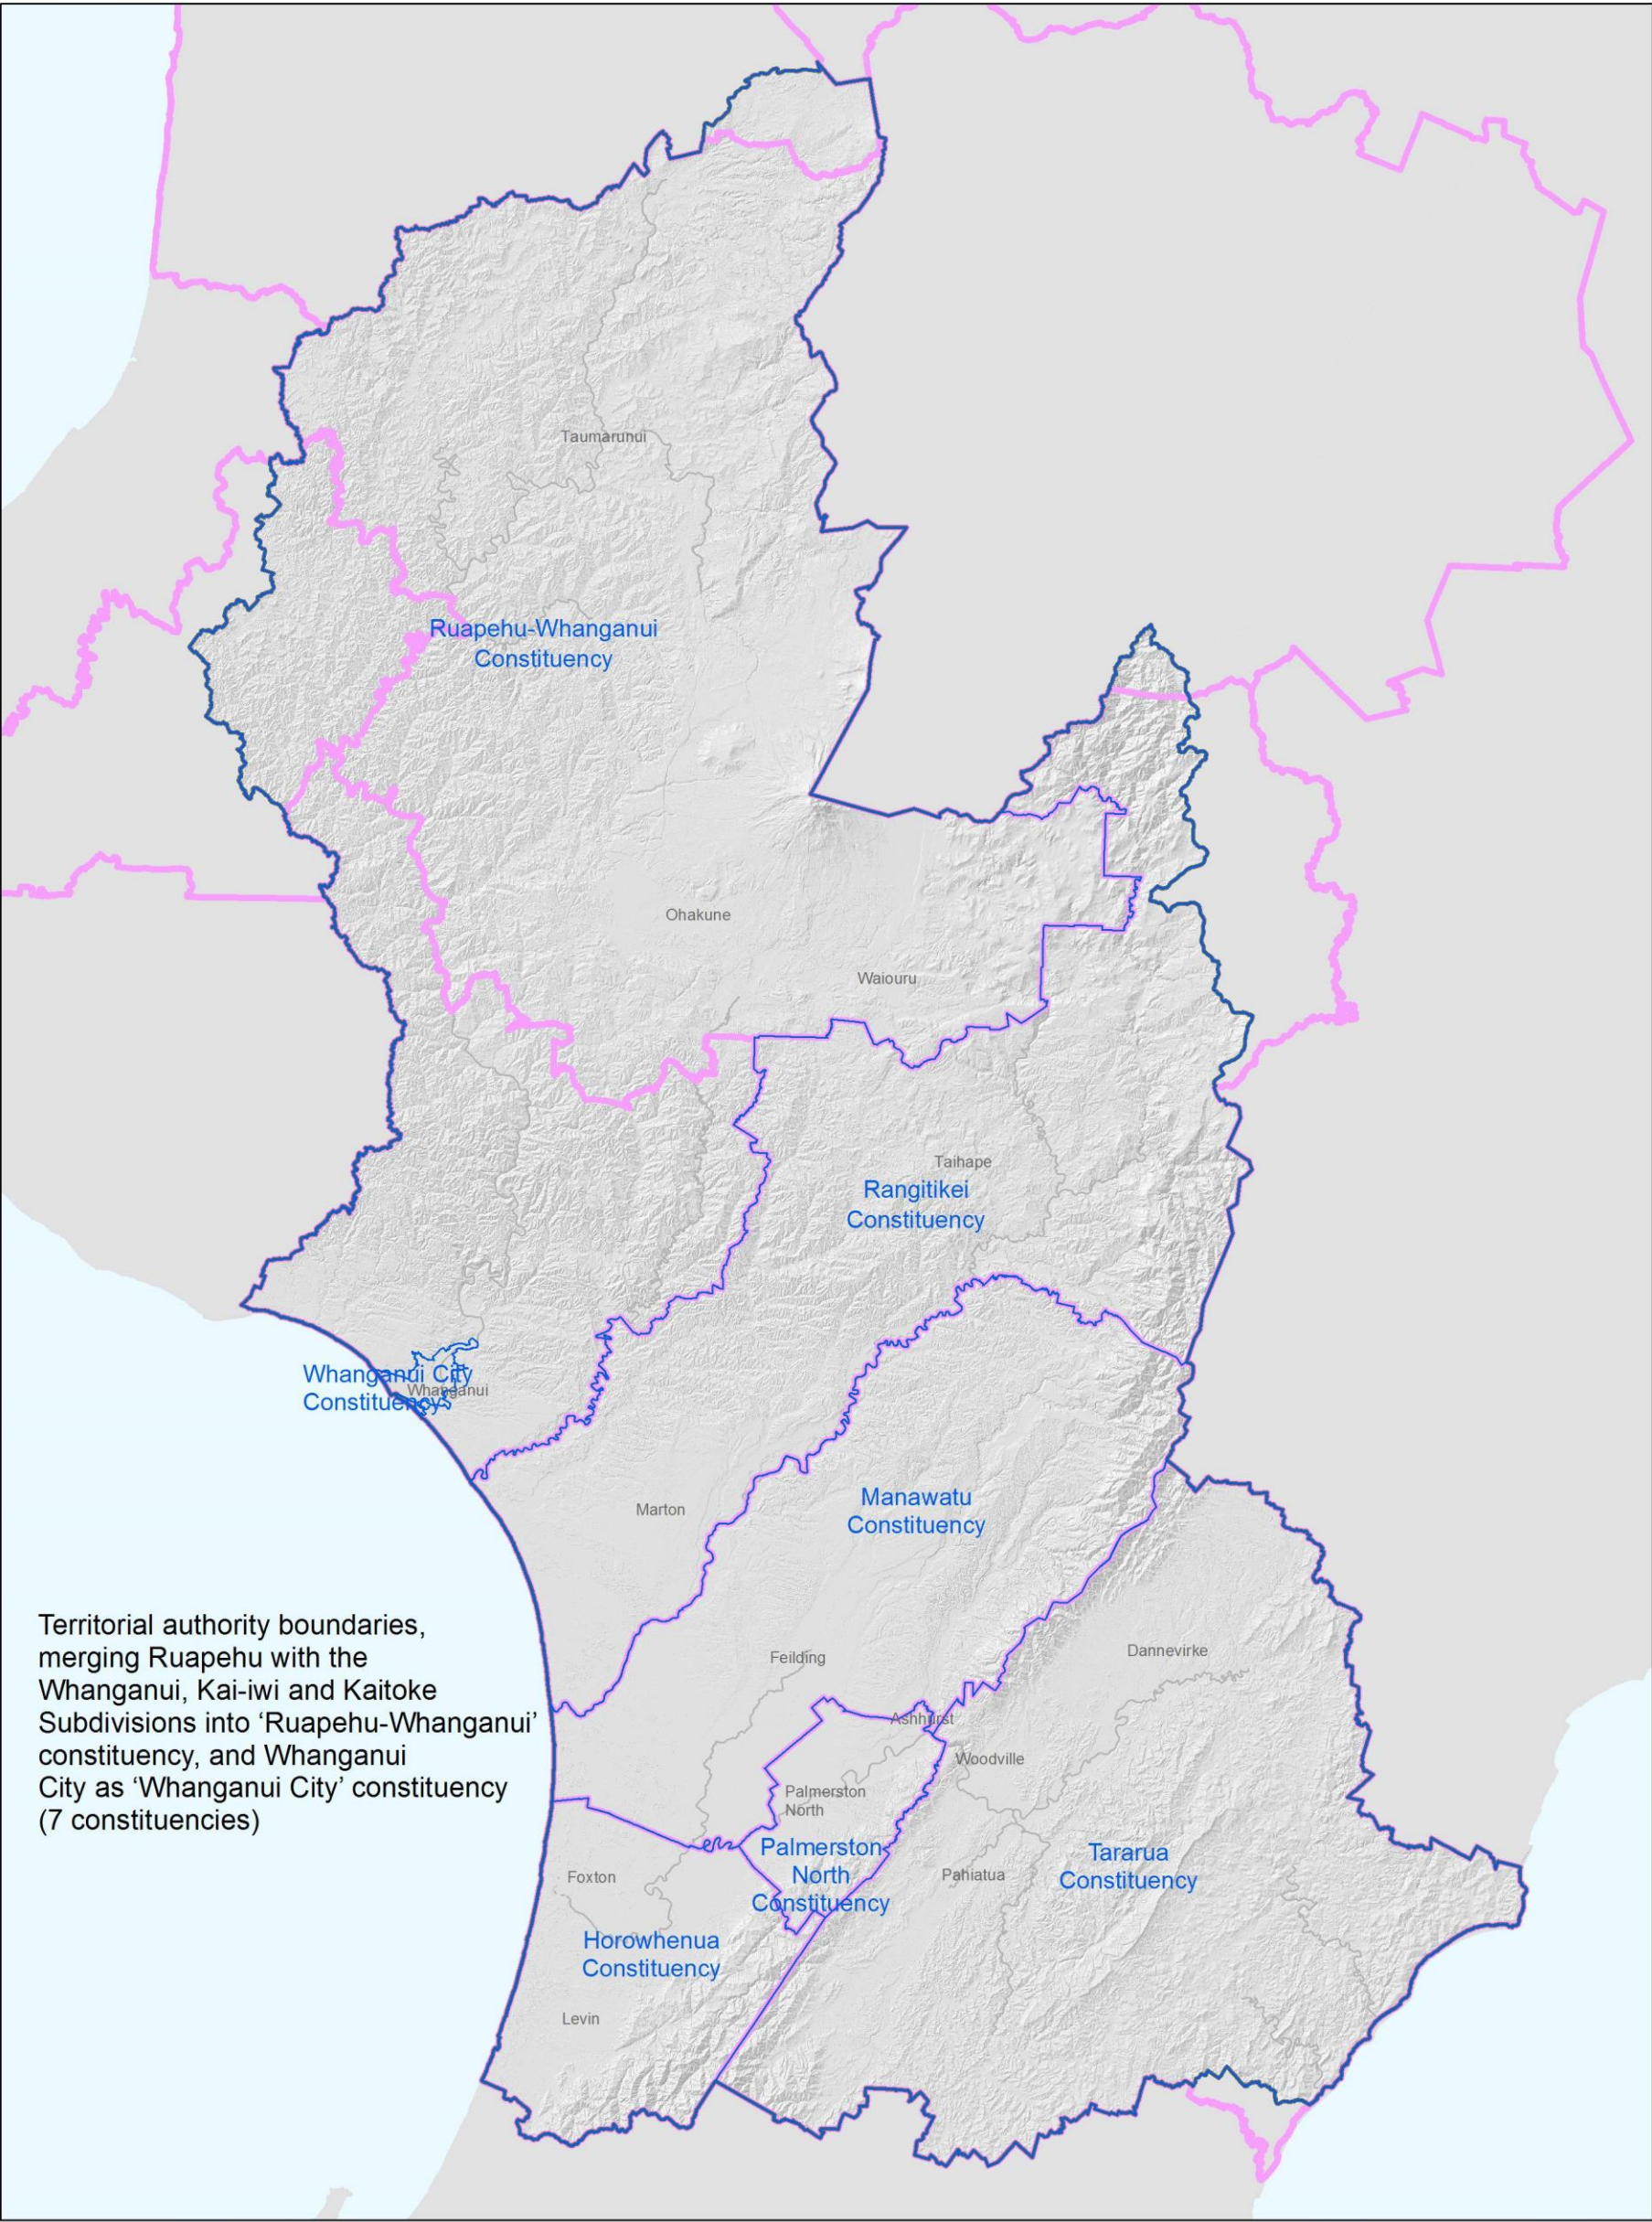 Taumarunui
Ruapehu-Whanganui
Constituency
Ohakune
Waiouru
Taihape
Rangitikei
Constituency
Whanganui City
Constituency
Whanganui
Manawatu
Constituency
Marton
Territorial authority boundaries,
merging Ruapehu with the
Whanganui, Kai-iwi and Kaitoke
Subdivisions into ‘Ruapehu-Whanganui’
constituency, and Whanganui
City as ‘Whanganui City’ constituency
(7 constituencies)
Feilding
Dannevirke
Ashhurst
Woodville
Palmerston
North
Palmerston
North
Constituency
Tararua
Constituency
Pahiatua
Foxton
Horowhenua
Constituency
Levin